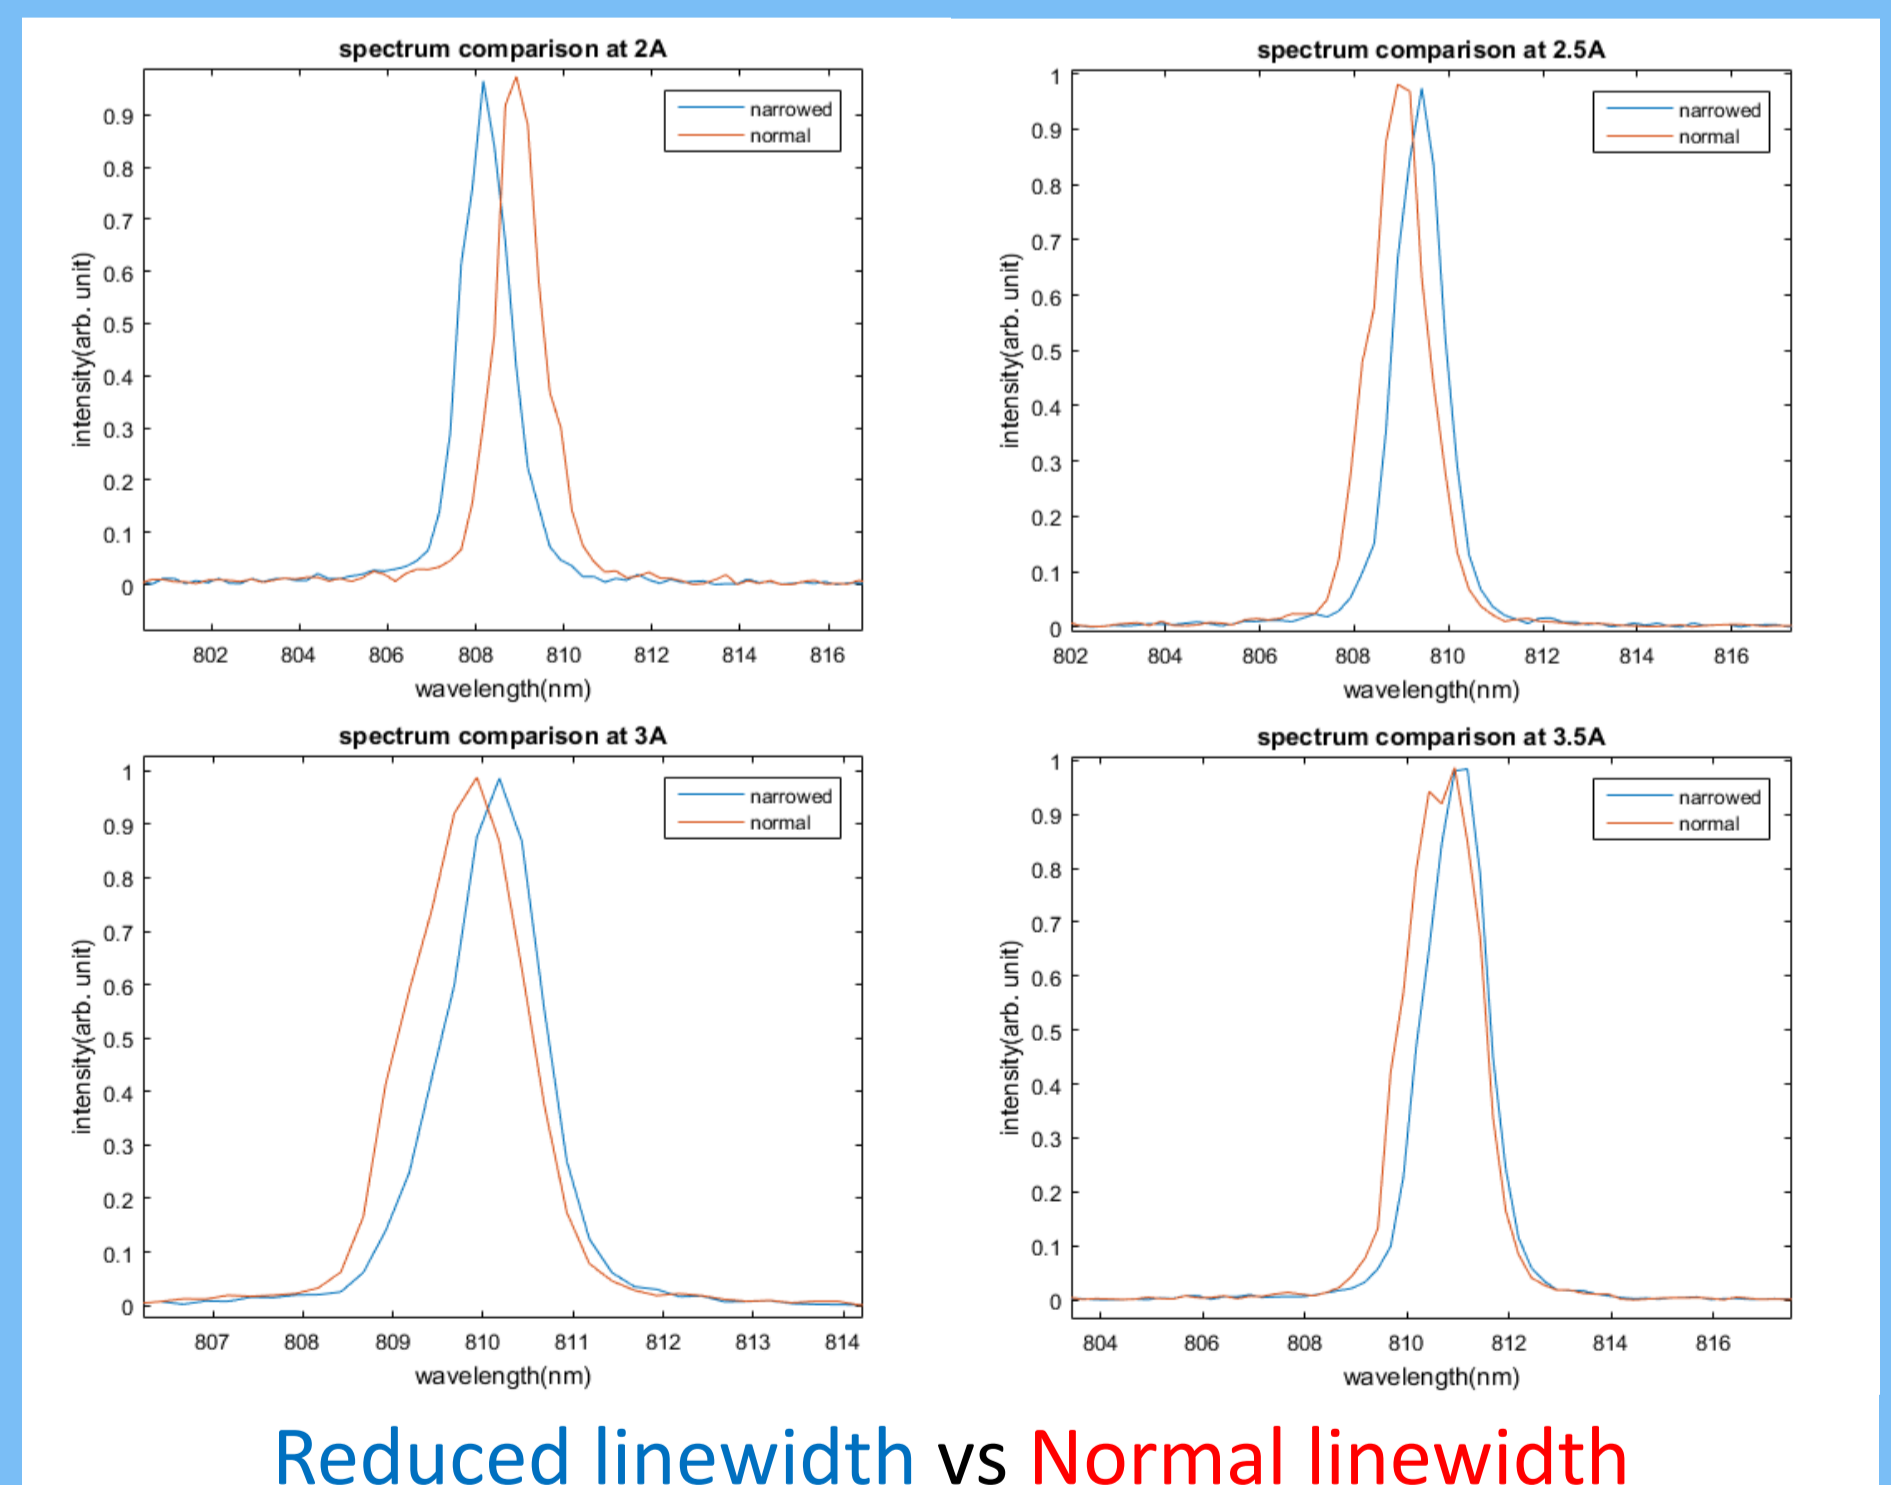 spectrum comparison at 2A
narrowed
normal
0.9
0.8
0.7
0.6
0.5
0.4
0.3
0.2
0.1
0
intensity(arb. unit)
802 804 806 808 810 812 814 816
wavelength(nm)
spectrum comparison at 2.5A
narrowed
normal
1
0.9
0.8
0.7
0.6
0.5
0.4
0.3
0.2
0.1
0
intensity(arb. unit)
802 804 806 808 810 812 814 816
wavelength(nm)
spectrum comparison at 3A
narrowed
normal
1
0.9
0.8
0.7
0.6
0.5
0.4
0.3
0.2
0.1
0
intensity(arb. unit)
807 808 809 810 811 812 813 814
wavelength(nm)
spectrum comparison at 3.5A
narrowed
normal
1
0.9
0.8
0.7
0.6
0.5
0.4
0.3
0.2
0.1
0
intensity(arb. unit)
804 806 808 810 812 814 816
wavelength(nm)
Reduced linewidth vs Normal linewidth